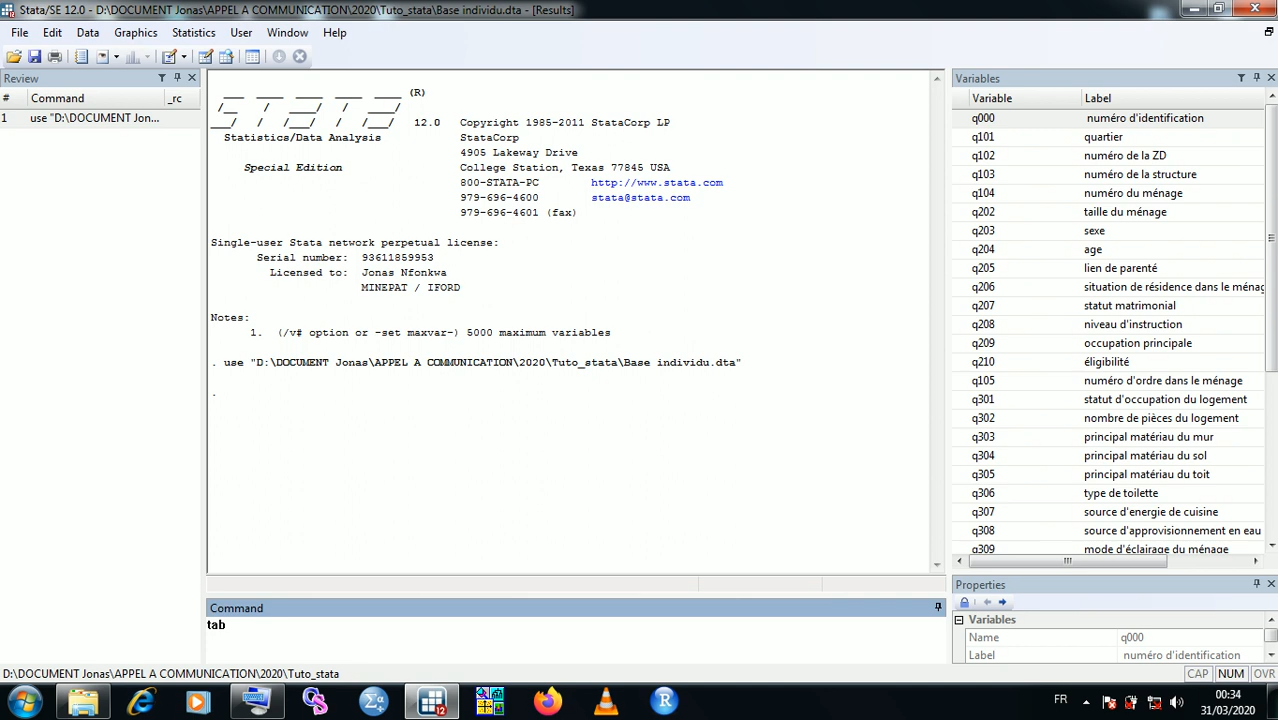 Stata/SE 12.0 - D:\DOCUMENT Jonas\APPEL A COMMUNICATION\2020\Tuto_stata\Base individu.dta - [Results]
File Edit Data Graphics Statistics User Window Help
Review
# Command _rc
1 use "D:\DOCUMENT Jon...
(R)
12.0 Copyright 1985-2011 StataCorp LP
Statistics/Data Analysis StataCorp
4905 Lakeway Drive
Special Edition College Station, Texas 77845 USA
800-STATA-PC http://www.stata.com
979-696-4600 stata@stata.com
979-696-4601 (fax)
Single-user Stata network perpetual license:
Serial number: 93611859953
Licensed to: Jonas Nfonkwa
MINEPAT / IFORD
Notes:
1. (/v# option or -set maxvar-) 5000 maximum variables
. use "D:\DOCUMENT Jonas\APPEL A COMMUNICATION\2020\Tuto_stata\Base individu.dta"
.
Command
tab
Variables
Variable Label
q000 numéro d'identification
q101 quartier
q102 numéro de la ZD
q103 numéro de la structure
q104 numéro du ménage
q202 taille du ménage
q203 sexe
q204 age
q205 lien de parenté
q206 situation de résidence dans le ménag
q207 statut matrimonial
q208 niveau d'instruction
q209 occupation principale
q210 éligibilité
q105 numéro d'ordre dans le ménage
q301 statut d'occupation du logement
q302 nombre de pièces du logement
q303 principal matériau du mur
q304 principal matériau du sol
q305 principal matériau du toit
q306 type de toilette
q307 source d'energie de cuisine
q308 source d'approvisionnement en eau
q309 mode d'éclairage du ménage
Properties
Variables
Name q000
Label numéro d'identification
D:\DOCUMENT Jonas\APPEL A COMMUNICATION\2020\Tuto_stata
CAP NUM OVR
12
R
FR
00:34
31/03/2020